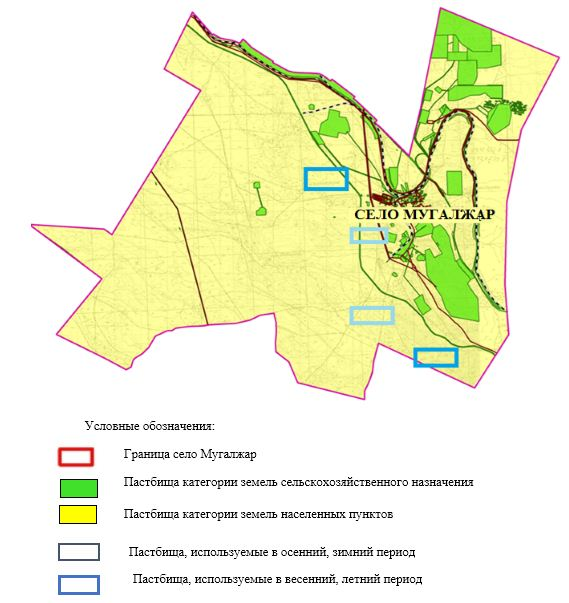 СЕЛО МУГАЛЖАР
Условные обозначения:
Граница село Мугалжар
Пастбища категории земель сельскохозяйственного назначения
Пастбища категории земель населенных пунктов
Пастбища, используемые в осенний, зимний период
Пастбища, используемые в весенний, летний период